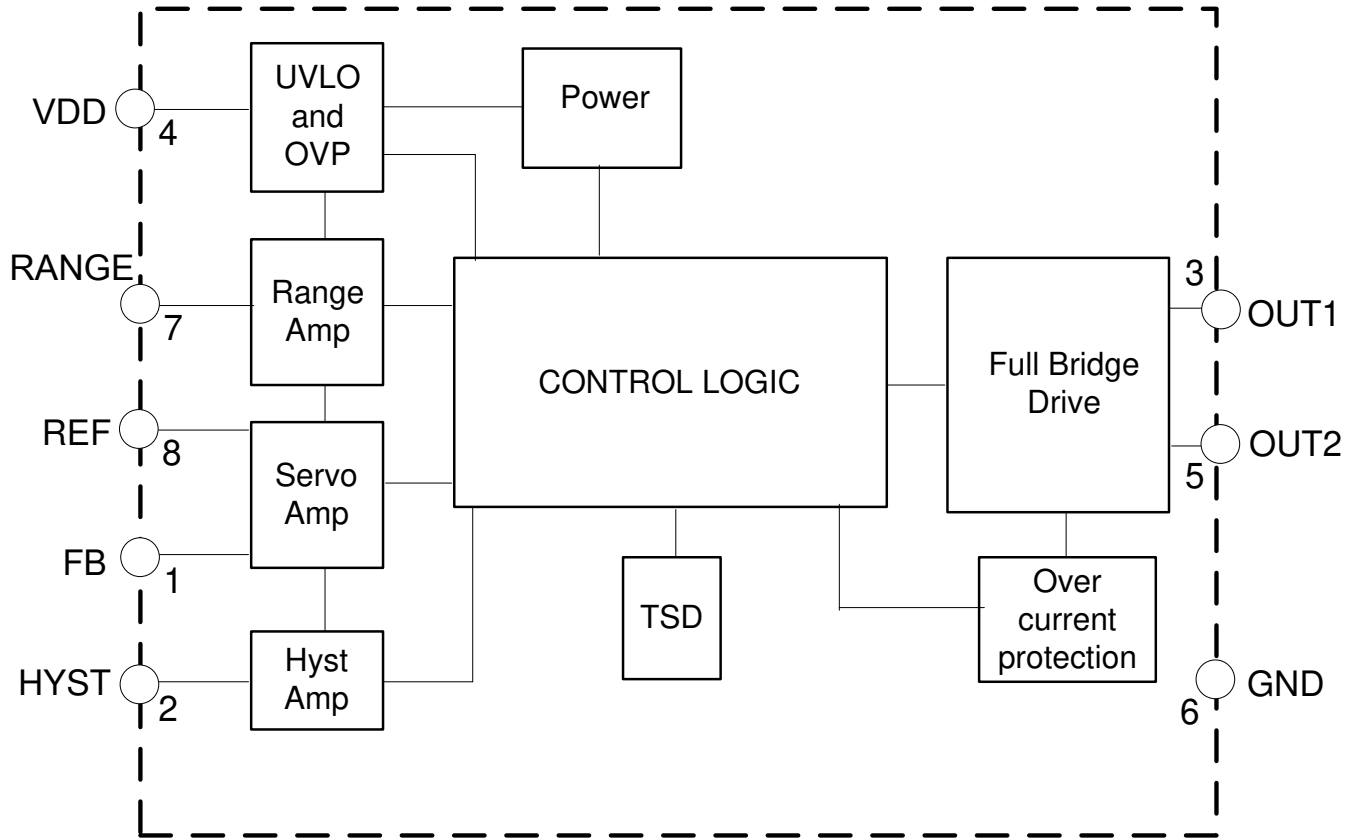 VDD
4
UVLO
and
OVP
Power
RANGE
7
Range
Amp
REF
8
Servo
Amp
FB
1
HYST
2
Hyst
Amp
CONTROL LOGIC
TSD
Full Bridge
Drive
Over
current
protection
3
OUT1
OUT2
5
GND
6